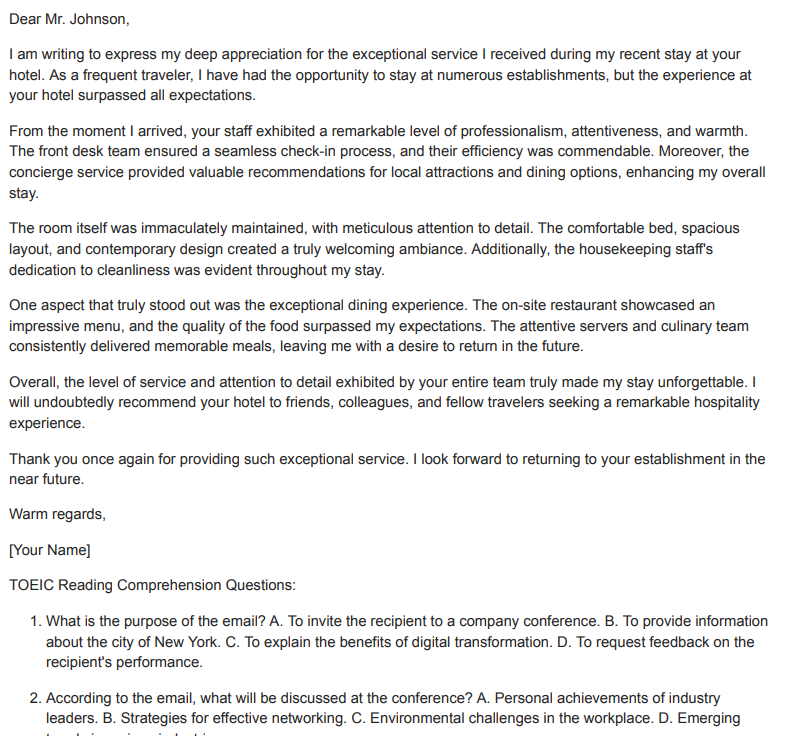 Dear Mr. Johnson,
I am writing to express my deep appreciation for the exceptional service I received during my recent stay at your
hotel. As a frequent traveler, I have had the opportunity to stay at numerous establishments, but the experience at
your hotel surpassed all expectations.
From the moment I arrived, your staff exhibited a remarkable level of professionalism, attentiveness, and warmth.
The front desk team ensured a seamless check-in process, and their efficiency was commendable. Moreover, the
concierge service provided valuable recommendations for local attractions and dining options, enhancing my overall
stay.
The room itself was immaculately maintained, with meticulous attention to detail. The comfortable bed, spacious
layout, and contemporary design created a truly welcoming ambiance. Additionally, the housekeeping staff's
dedication to cleanliness was evident throughout my stay.
One aspect that truly stood out was the exceptional dining experience. The on-site restaurant showcased an
impressive menu, and the quality of the food surpassed my expectations. The attentive servers and culinary team
consistently delivered memorable meals, leaving me with a desire to return in the future.
Overall, the level of service and attention to detail exhibited by your entire team truly made my stay unforgettable. I
will undoubtedly recommend your hotel to friends, colleagues, and fellow travelers seeking a remarkable hospitality
experience.
Thank you once again for providing such exceptional service. I look forward to returning to your establishment in the
near future.
Warm regards,
[Your Name]
TOEIC Reading Comprehension Questions:
1. What is the purpose of the email? A. To invite the recipient to a company conference. B. To provide information
about the city of New York. C. To explain the benefits of digital transformation. D. To request feedback on the
recipient's performance.
2. According to the email, what will be discussed at the conference? A. Personal achievements of industry
leaders. B. Strategies for effective networking. C. Environmental challenges in the workplace. D. Emerging